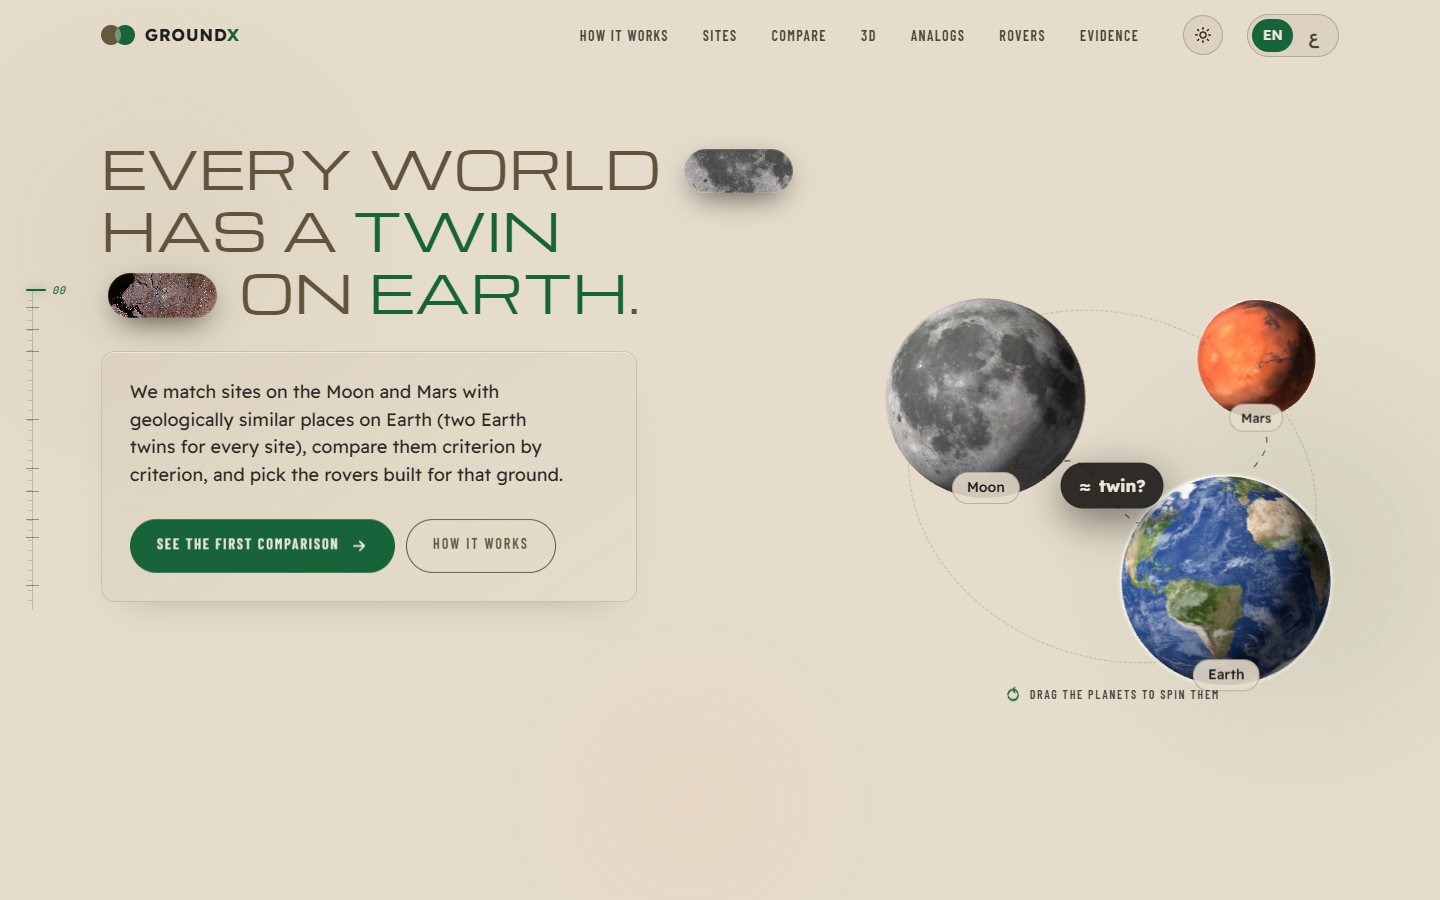 GROUNDX
HOW IT WORKS
SITES
COMPARE
3D
ANALOGS
ROVERS
EVIDENCE
EN
ع
EVERY WORLD
HAS A TWIN
ON EARTH.
00
We match sites on the Moon and Mars with
geologically similar places on Earth (two Earth
twins for every site), compare them criterion by
criterion, and pick the rovers built for that ground.
SEE THE FIRST COMPARISON →
HOW IT WORKS
Mars
Moon
≈ twin?
Earth
DRAG THE PLANETS TO SPIN THEM